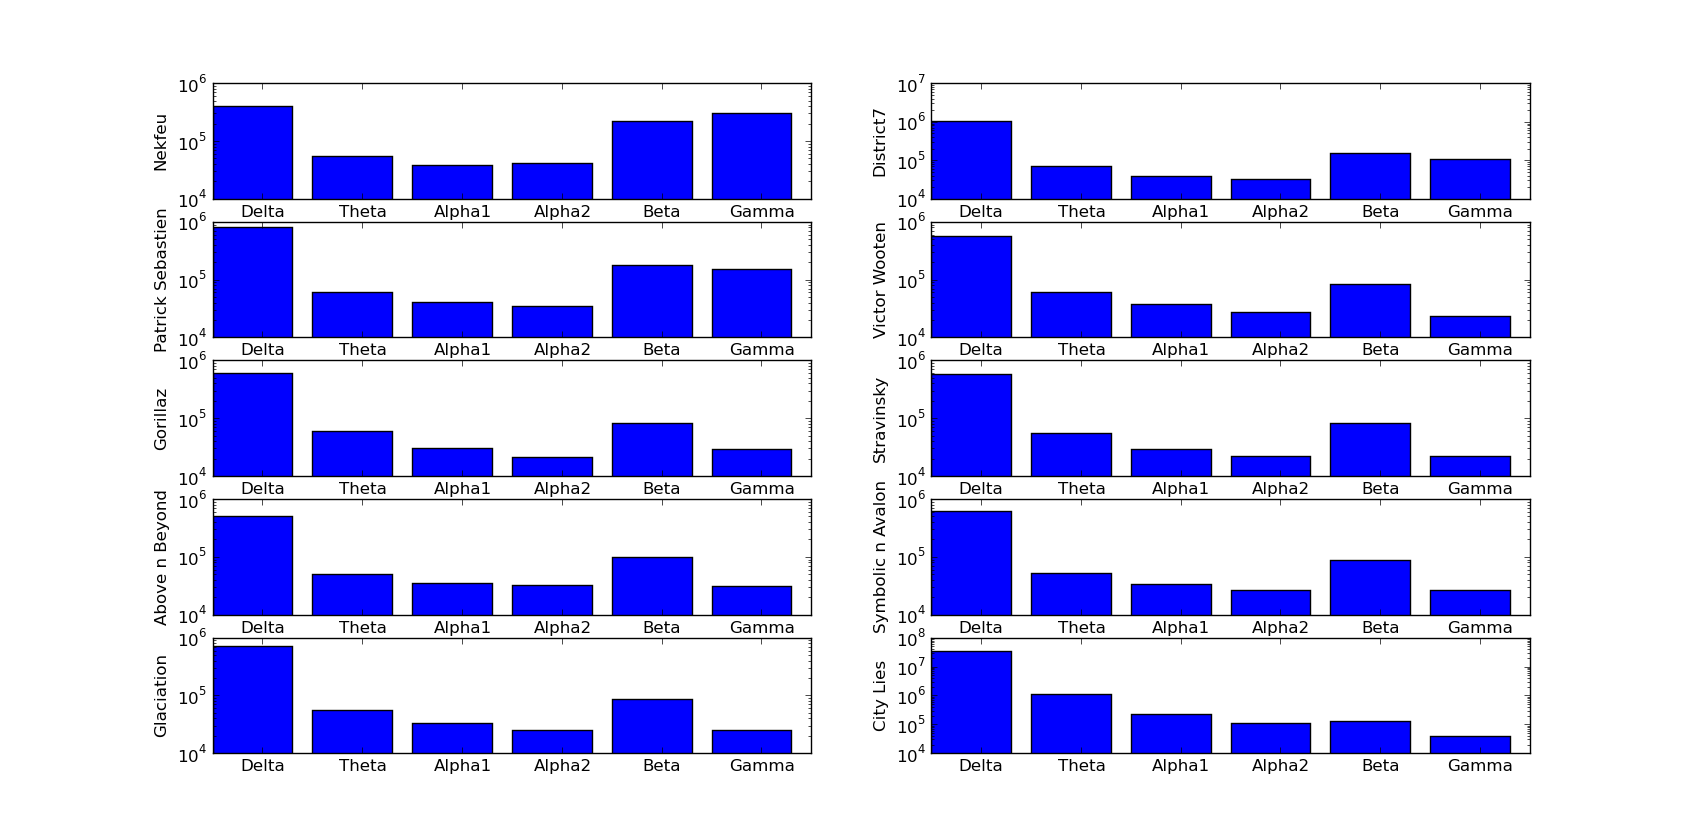 Nekfeu
10^6
10^5
10^4
Delta Theta Alpha1 Alpha2 Beta Gamma
District7
10^7
10^6
10^5
10^4
Delta Theta Alpha1 Alpha2 Beta Gamma
Patrick Sebastien
10^6
10^5
10^4
Delta Theta Alpha1 Alpha2 Beta Gamma
Victor Wooten
10^6
10^5
10^4
Delta Theta Alpha1 Alpha2 Beta Gamma
Gorillaz
10^6
10^5
10^4
Delta Theta Alpha1 Alpha2 Beta Gamma
Stravinsky
10^6
10^5
10^4
Delta Theta Alpha1 Alpha2 Beta Gamma
Above n Beyond
10^6
10^5
10^4
Delta Theta Alpha1 Alpha2 Beta Gamma
Symbolic n Avalon
10^6
10^5
10^4
Delta Theta Alpha1 Alpha2 Beta Gamma
Glaciation
10^6
10^5
10^4
Delta Theta Alpha1 Alpha2 Beta Gamma
City Lies
10^8
10^7
10^6
10^5
10^4
Delta Theta Alpha1 Alpha2 Beta Gamma